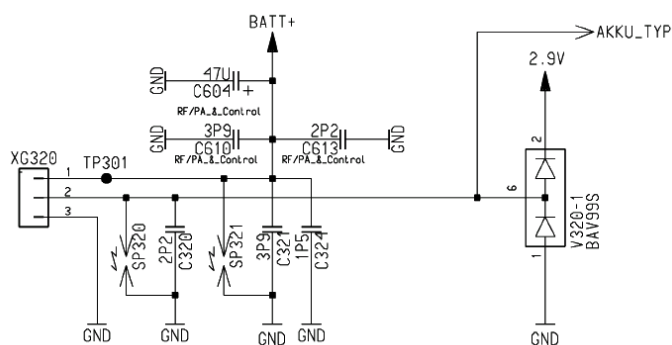 BATT+
AKKU_TYP
2.9V
GND
47U
C604
+
RF/PA_&_Control
GND
3P9
C610
RF/PA_&_Control
2P2
C613
RF/PA_&_Control
GND
XG320
TP301
1
2
3
2
6
1
V320-1
BAV99S
SP320
2P2
C320
SP321
3P9
C321
1P5
C324
GND
GND
GND
GND
GND